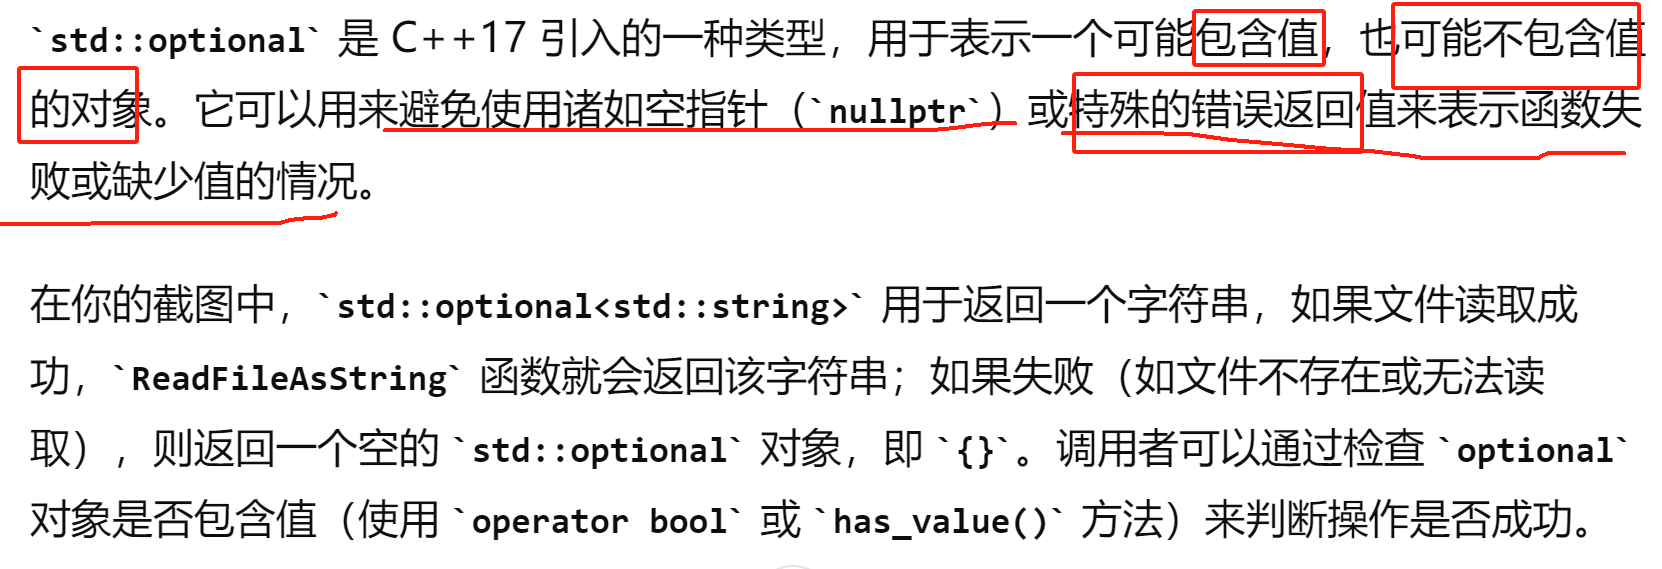 `std::optional` 是 C++17 引入的一种类型，用于表示一个可能包含值，也可能不包含值
的对象。它可以用来避免使用诸如空指针（`nullptr`）或特殊的错误返回值来表示函数失
败或缺少值的情况。
在你的截图中，`std::optional<std::string>` 用于返回一个字符串，如果文件读取成
功，`ReadFileAsString` 函数就会返回该字符串；如果失败（如文件不存在或无法读
取），则返回一个空的 `std::optional` 对象，即 `{}`。调用者可以通过检查 `optional`
对象是否包含值（使用 `operator bool` 或 `has_value()` 方法）来判断操作是否成功。